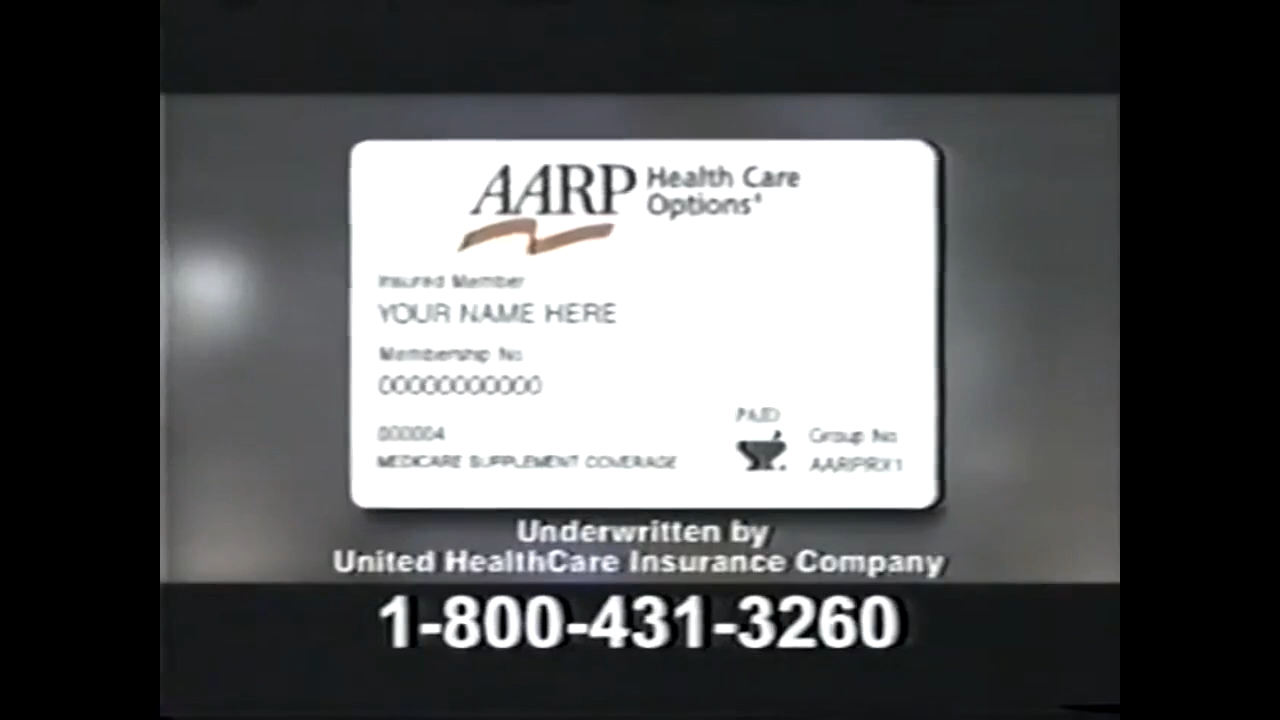 AARP Health Care
Options
Insured Member
YOUR NAME HERE
Membership No
00000000000
000004
MEDICARE SUPPLEMENT COVERAGE
PAID
Group No
AARPRX1
Underwritten by
United HealthCare Insurance Company
1-800-431-3260